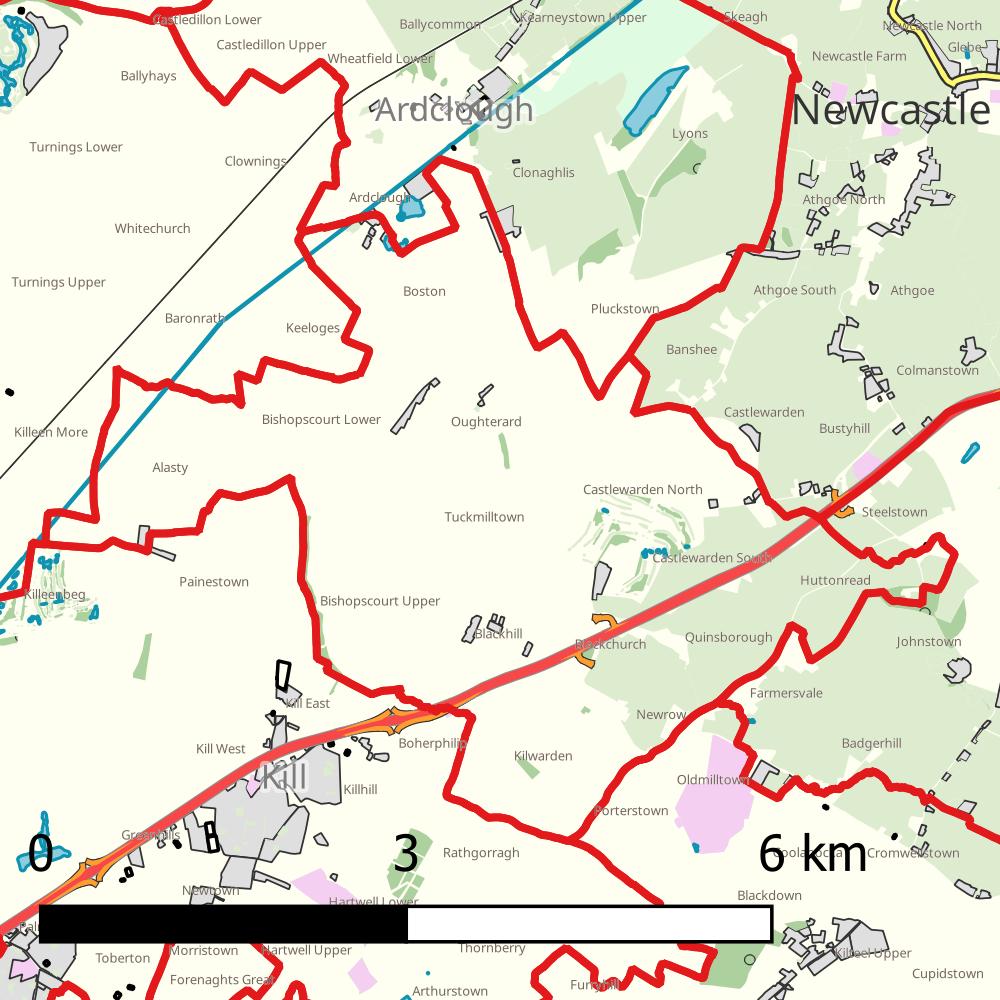 Castledillon Lower
Ballycommon
Kearneystown Upper
Skeagh
Newcastle North
Castledillon Upper
Glebe
Wheatfield Lower
Newcastle Farm
Ballyhays
Ardclough
Newcastle
Lyons
Turnings Lower
Clownings
Clonaghlis
Ardclough
Athgoe North
Whitechurch
Turnings Upper
Boston
Athgoe South
Athgoe
Baronrath
Keeloges
Pluckstown
Banshee
Colmanstown
Bishopscourt Lower
Oughterard
Castlewarden
Killeen More
Bustyhill
Alasty
Castlewarden North
Tuckmilltown
Steelstown
Castlewarden South
Painestown
Huttonread
Killeenbeg
Bishopscourt Upper
Blackhill
Quinsborough
Johnstown
Blackchurch
Farmersvale
Kill East
Newrow
Kill West
Boherphilip
Badgerhill
Kilwarden
Kill
Oldmilltown
Killhill
Porterstown
Greenhills
0
3
6 km
Rathgorragh
Cromwellstown
Newtown
Hartwell Lower
Blackdown
Morristown
Hartwell Upper
Thornberry
Kilteel Upper
Toberton
Forenaghts Great
Furryhill
Cupidstown
Arthurstown